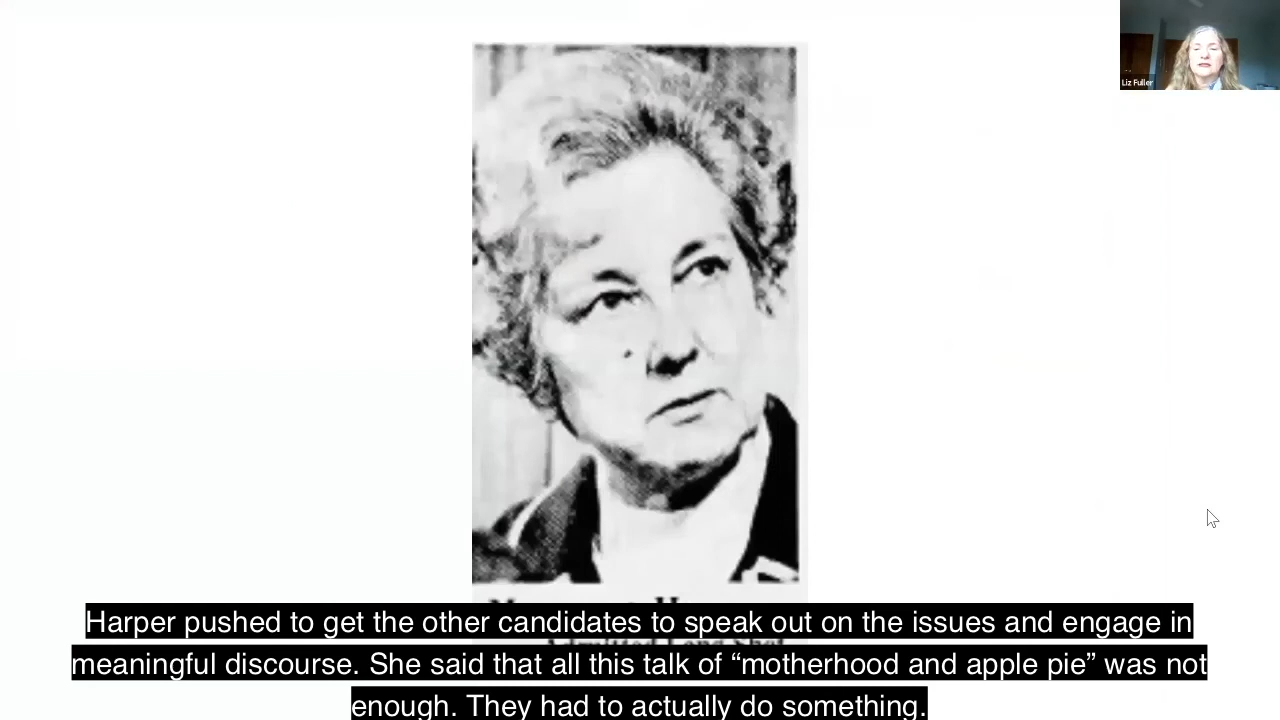 Liz Fuller
Harper pushed to get the other candidates to speak out on the issues and engage in
meaningful discourse. She said that all this talk of “motherhood and apple pie” was not
enough. They had to actually do something.